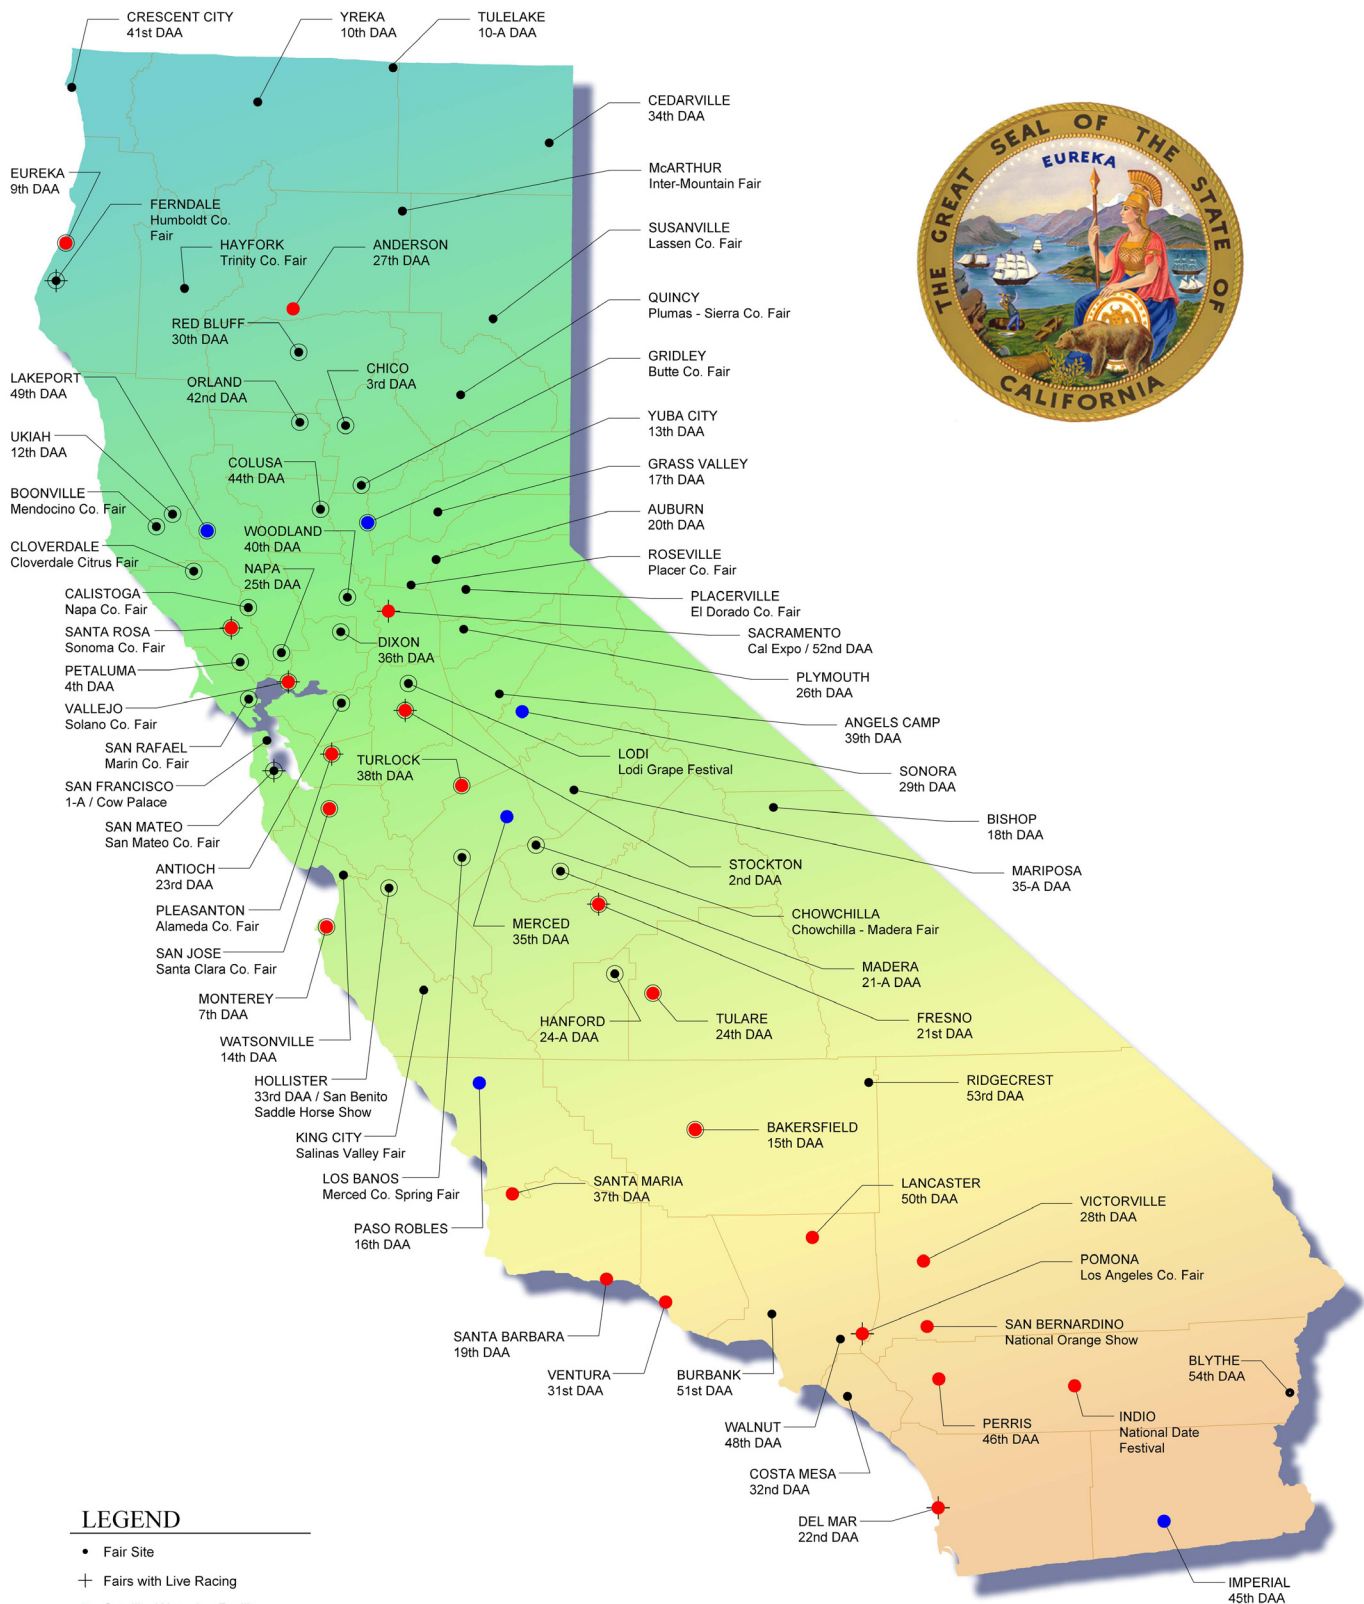 CRESCENT CITY
41st DAA
YREKA
10th DAA
TULELAKE
10-A DAA
CEDARVILLE
34th DAA
McARTHUR
Inter-Mountain Fair
EUREKA
9th DAA
FERNDALE
Humboldt Co.
Fair
HAYFORK
Trinity Co. Fair
ANDERSON
27th DAA
SUSANVILLE
Lassen Co. Fair
QUINCY
Plumas - Sierra Co. Fair
RED BLUFF
30th DAA
GRIDLEY
Butte Co. Fair
LAKEPORT
49th DAA
ORLAND
42nd DAA
CHICO
3rd DAA
YUBA CITY
13th DAA
UKIAH
12th DAA
COLUSA
44th DAA
GRASS VALLEY
17th DAA
BOONVILLE
Mendocino Co. Fair
AUBURN
20th DAA
WOODLAND
40th DAA
CLOVERDALE
Cloverdale Citrus Fair
ROSEVILLE
Placer Co. Fair
NAPA
25th DAA
CALISTOGA
Napa Co. Fair
PLACERVILLE
El Dorado Co. Fair
SANTA ROSA
Sonoma Co. Fair
DIXON
36th DAA
SACRAMENTO
Cal Expo / 52nd DAA
PETALUMA
4th DAA
PLYMOUTH
26th DAA
VALLEJO
Solano Co. Fair
ANGELS CAMP
39th DAA
SAN RAFAEL
Marin Co. Fair
TURLOCK
38th DAA
LODI
Lodi Grape Festival
SONORA
29th DAA
SAN FRANCISCO
1-A / Cow Palace
BISHOP
18th DAA
SAN MATEO
San Mateo Co. Fair
ANTIOCH
23rd DAA
STOCKTON
2nd DAA
MARIPOSA
35-A DAA
PLEASANTON
Alameda Co. Fair
MERCED
35th DAA
CHOWCHILLA
Chowchilla - Madera Fair
SAN JOSE
Santa Clara Co. Fair
MADERA
21-A DAA
MONTEREY
7th DAA
HANFORD
24-A DAA
TULARE
24th DAA
FRESNO
21st DAA
WATSONVILLE
14th DAA
HOLLISTER
33rd DAA / San Benito
Saddle Horse Show
RIDGECREST
53rd DAA
KING CITY
Salinas Valley Fair
BAKERSFIELD
15th DAA
LOS BANOS
Merced Co. Spring Fair
SANTA MARIA
37th DAA
LANCASTER
50th DAA
VICTORVILLE
28th DAA
PASO ROBLES
16th DAA
POMONA
Los Angeles Co. Fair
SANTA BARBARA
19th DAA
SAN BERNARDINO
National Orange Show
VENTURA
31st DAA
BURBANK
51st DAA
BLYTHE
54th DAA
WALNUT
48th DAA
PERRIS
46th DAA
INDIO
National Date
Festival
COSTA MESA
32nd DAA
DEL MAR
22nd DAA
IMPERIAL
45th DAA
THE GREAT SEAL OF THE STATE OF
CALIFORNIA
EUREKA
LEGEND
Fair Site
Fairs with Live Racing